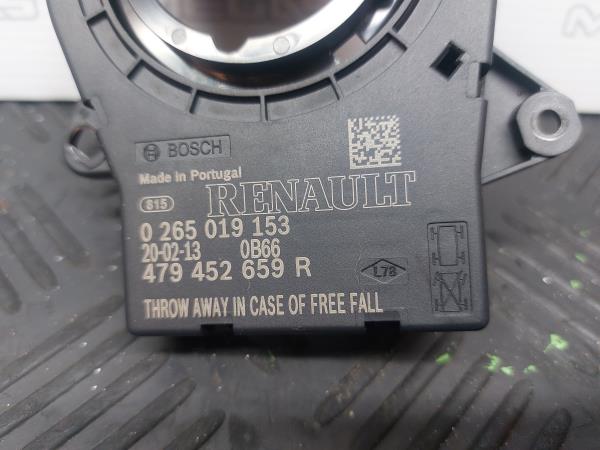 BOSCH
Made in Portugal
815 RENAULT
0 265 019 153
20-02-13 0B66
479 452 659 R
L78
THROW AWAY IN CASE OF FREE FALL